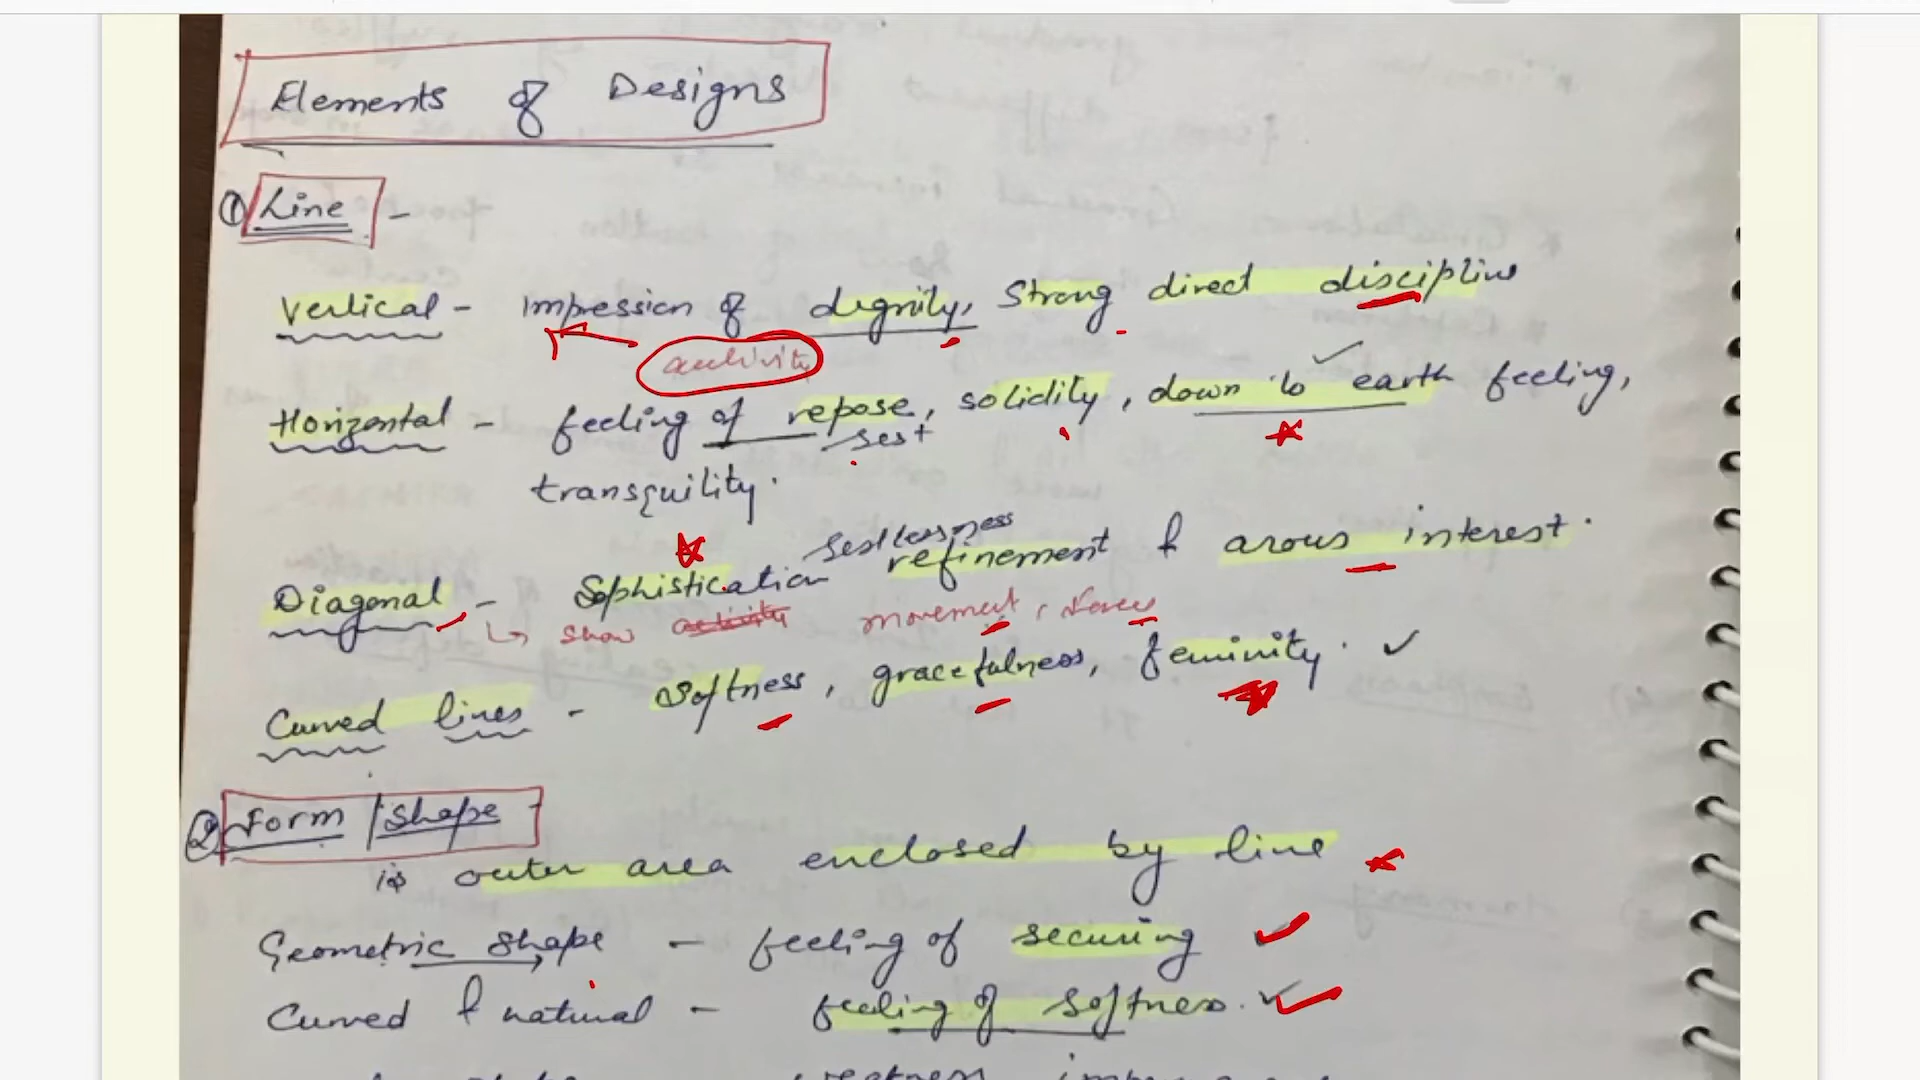 Elements of Designs
① Line -
Vertical - impression of dignity, Strong direct discipline
activity
Horizontal - feeling of repose, solidity, down to earth feeling,
rest
tranquility.
restlessness
Diagonal - Sophistication refinement & arous interest.
↳ show activity movement, forces
Curved lines - Softness, gracefulness, feminity.
② Form / Shape
is outer area enclosed by line
Geometric shape - feeling of securing
Curved & natural - feeling of Softness.